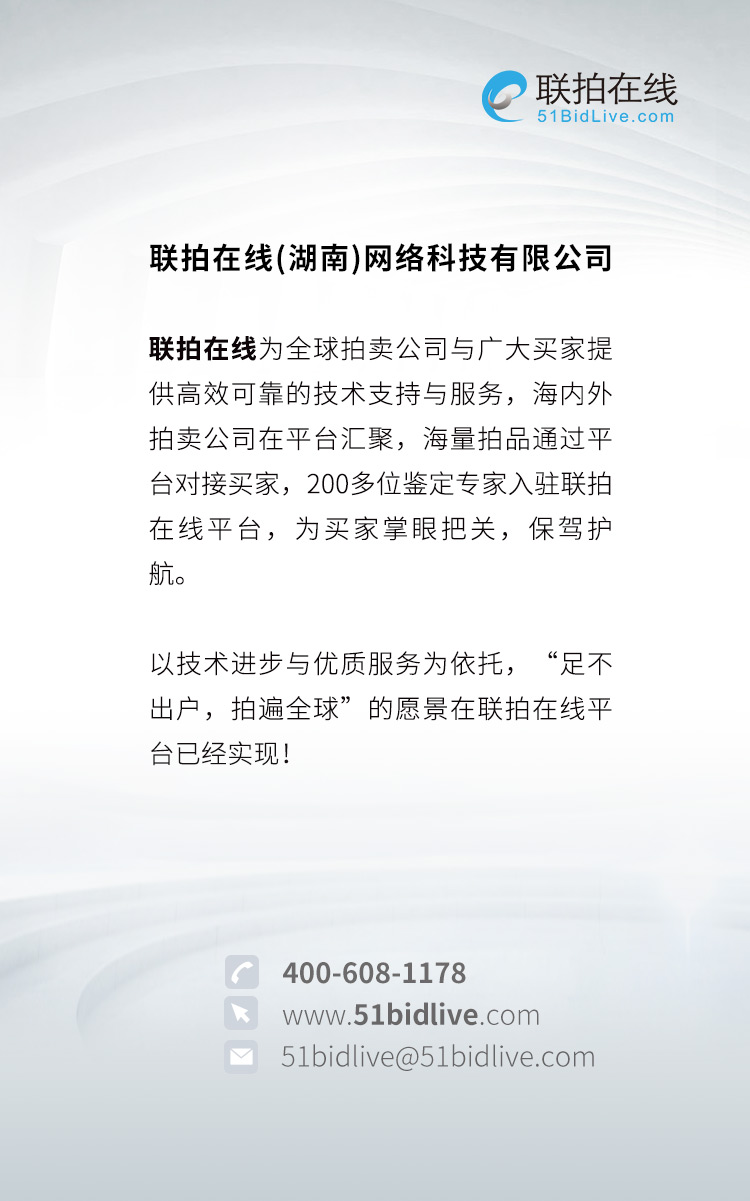 联拍在线
51BidLive.com
联拍在线(湖南)网络科技有限公司
联拍在线为全球拍卖公司与广大买家提
供高效可靠的技术支持与服务，海内外
拍卖公司在平台汇聚，海量拍品通过平
台对接买家，200多位鉴定专家入驻联拍
在线平台，为买家掌眼把关，保驾护
航。
以技术进步与优质服务为依托，“足不
出户，拍遍全球”的愿景在联拍在线平
台已经实现！
400-608-1178
www.51bidlive.com
51bidlive@51bidlive.com